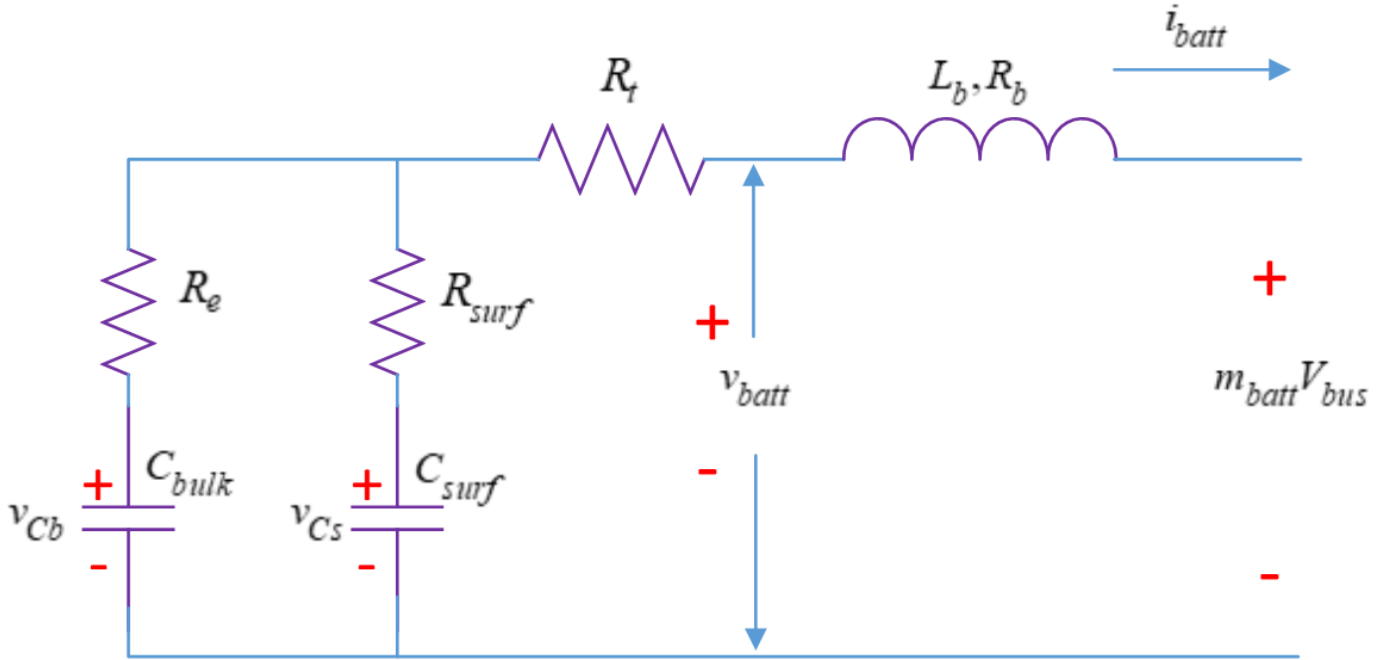 i_batt
R_t
L_b, R_b
R_e
R_surf
+
+
v_batt
m_batt V_bus
+
C_bulk
+
C_surf
-
v_Cb
v_Cs
-
-
-